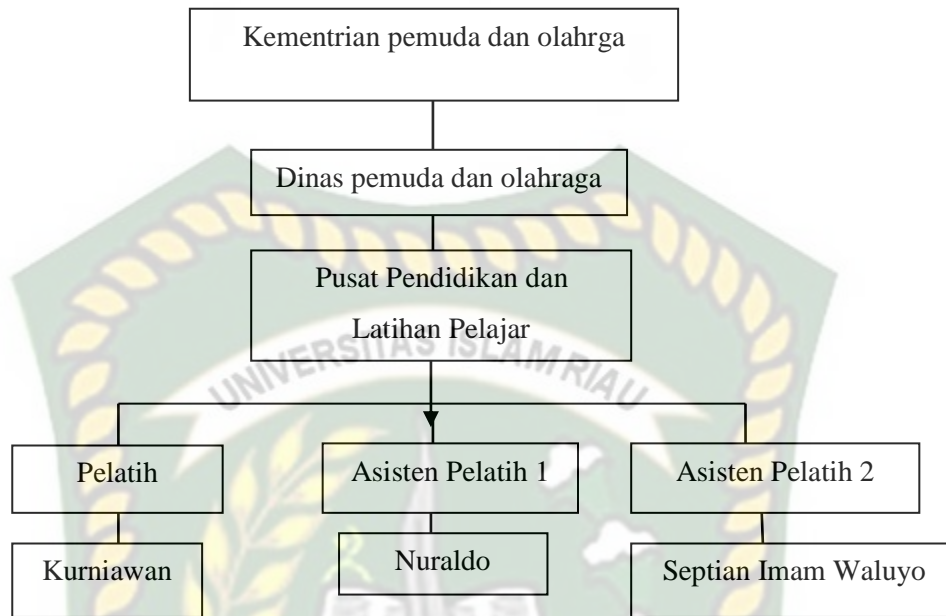 Kementrian pemuda dan olahrga
Dinas pemuda dan olahraga
Pusat Pendidikan dan
Latihan Pelajar
UNIVERSITAS ISLAM RIAU
Pelatih
Asisten Pelatih 1
Asisten Pelatih 2
Kurniawan
Nuraldo
Septian Imam Waluyo